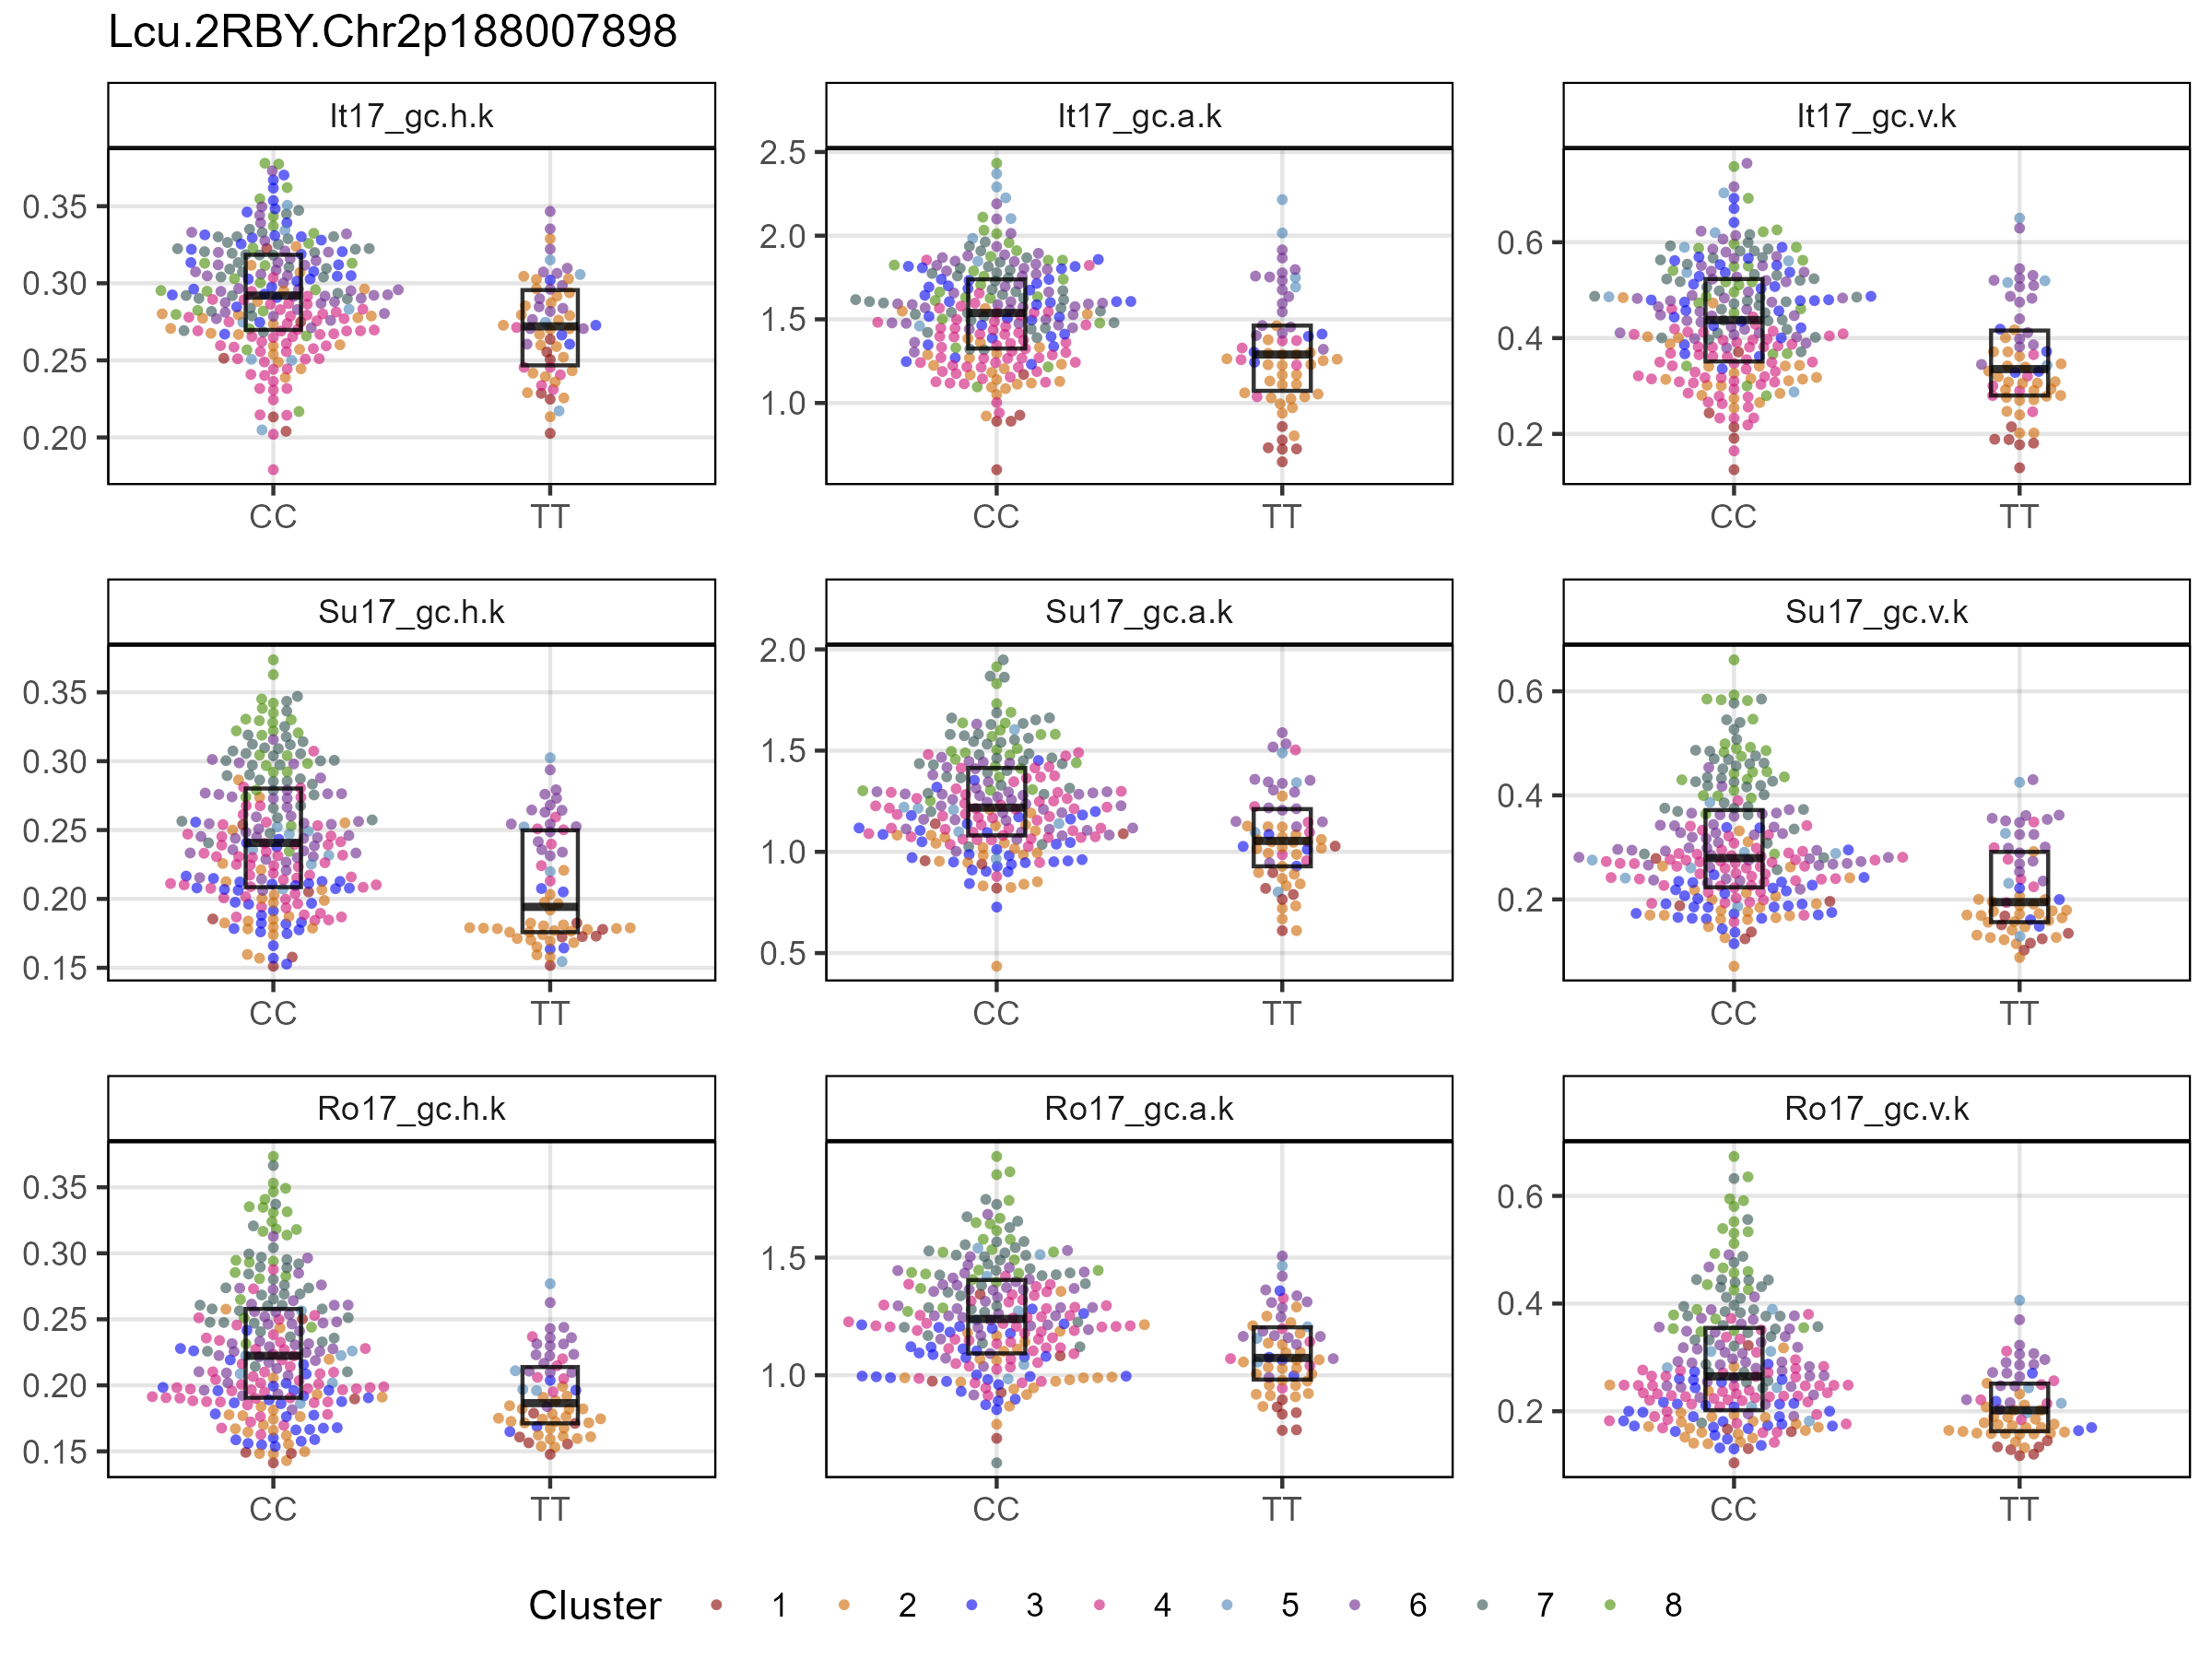 Lcu.2RBY.Chr2p188007898
It17_gc.h.k
It17_gc.a.k
It17_gc.v.k
0.35
0.30
0.25
0.20
2.5
2.0
1.5
1.0
0.6
0.4
0.2
CC
TT
CC
TT
CC
TT
Su17_gc.h.k
Su17_gc.a.k
Su17_gc.v.k
0.35
0.30
0.25
0.20
0.15
2.0
1.5
1.0
0.5
0.6
0.4
0.2
CC
TT
CC
TT
CC
TT
Ro17_gc.h.k
Ro17_gc.a.k
Ro17_gc.v.k
0.35
0.30
0.25
0.20
0.15
1.5
1.0
0.6
0.4
0.2
CC
TT
CC
TT
CC
TT
Cluster 1 2 3 4 5 6 7 8